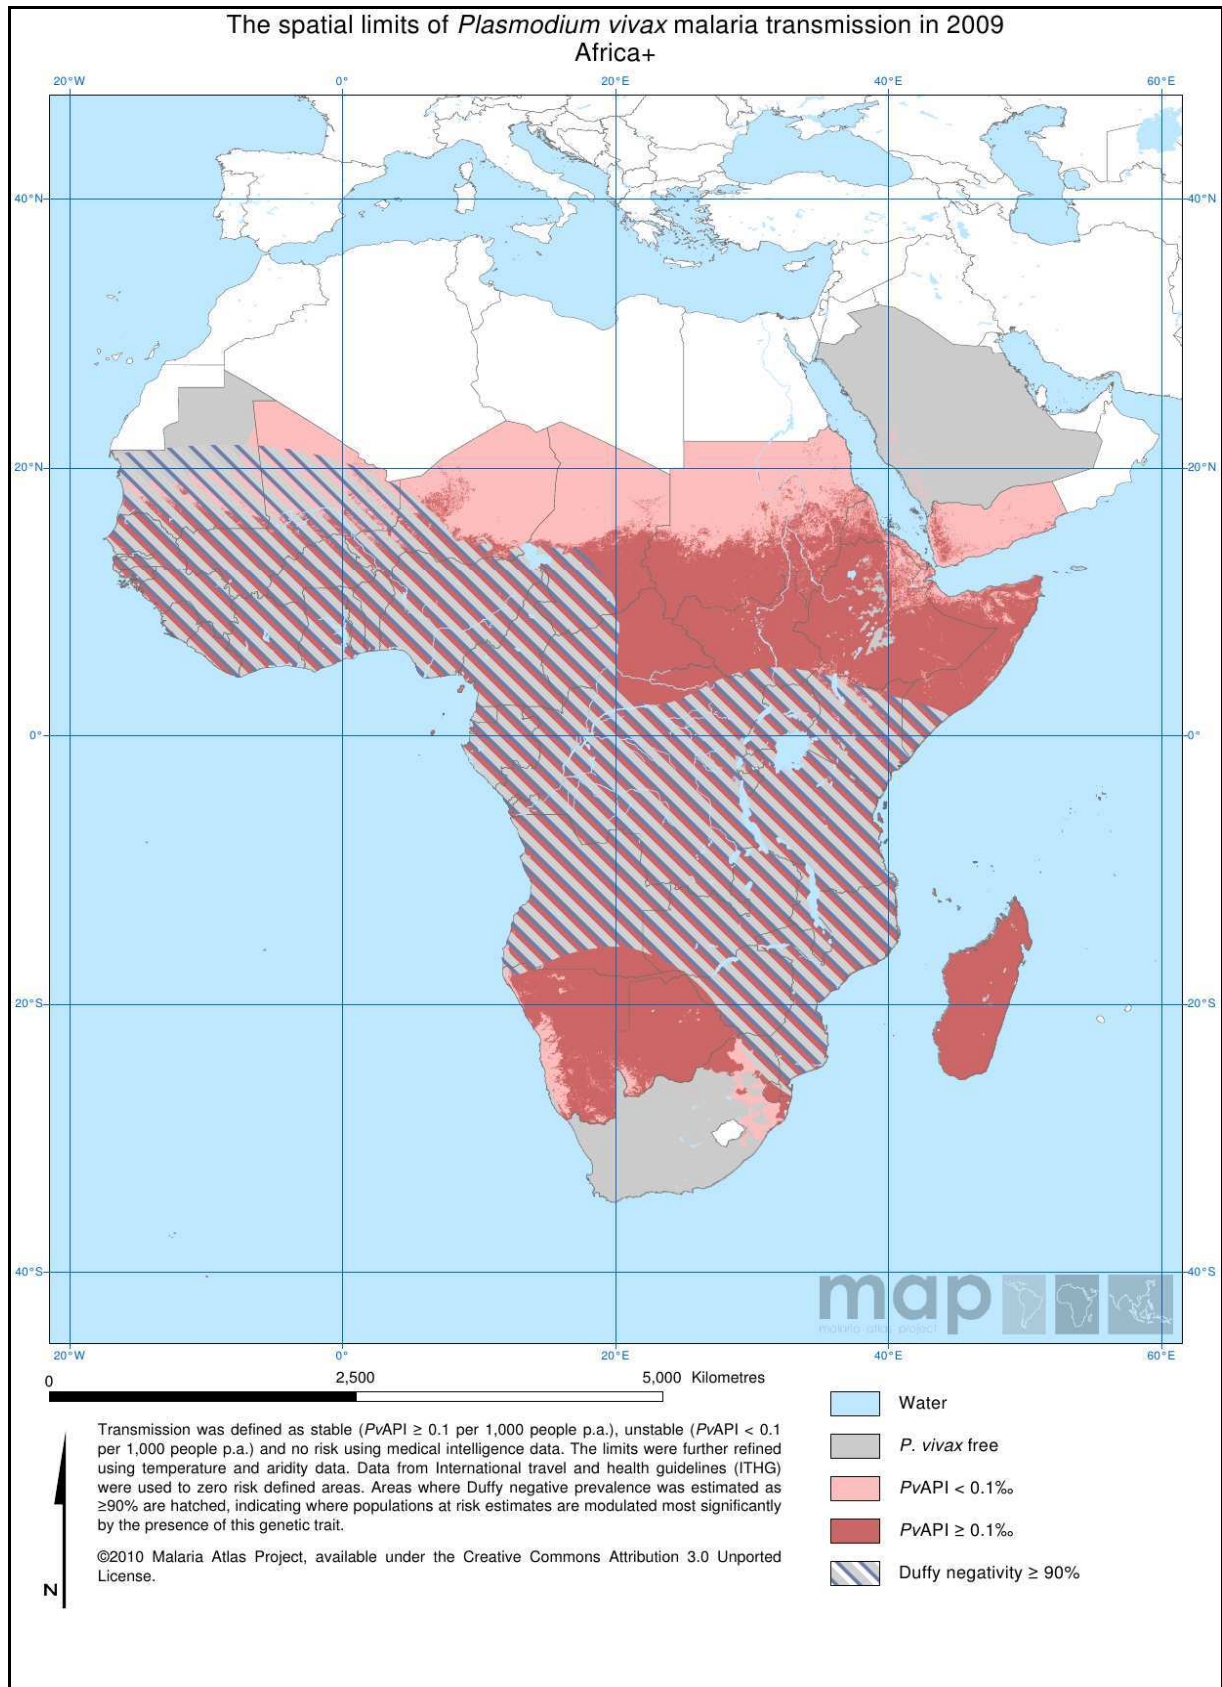 The spatial limits of Plasmodium vivax malaria transmission in 2009
Africa+
20°W 0° 20°E 40°E 60°E
40°N 40°N
20°N 20°N
0° 0°
20°S 20°S
40°S 40°S
map
malaria atlas project
20°W 0° 20°E 40°E 60°E
0 2,500 5,000 Kilometres
Transmission was defined as stable (PvAPI ≥ 0.1 per 1,000 people p.a.), unstable (PvAPI < 0.1
per 1,000 people p.a.) and no risk using medical intelligence data. The limits were further refined
using temperature and aridity data. Data from International travel and health guidelines (ITHG)
were used to zero risk defined areas. Areas where Duffy negative prevalence was estimated as
≥90% are hatched, indicating where populations at risk estimates are modulated most significantly
by the presence of this genetic trait.
©2010 Malaria Atlas Project, available under the Creative Commons Attribution 3.0 Unported
License.
N
Water
P. vivax free
PvAPI < 0.1‰
PvAPI ≥ 0.1‰
Duffy negativity ≥ 90%